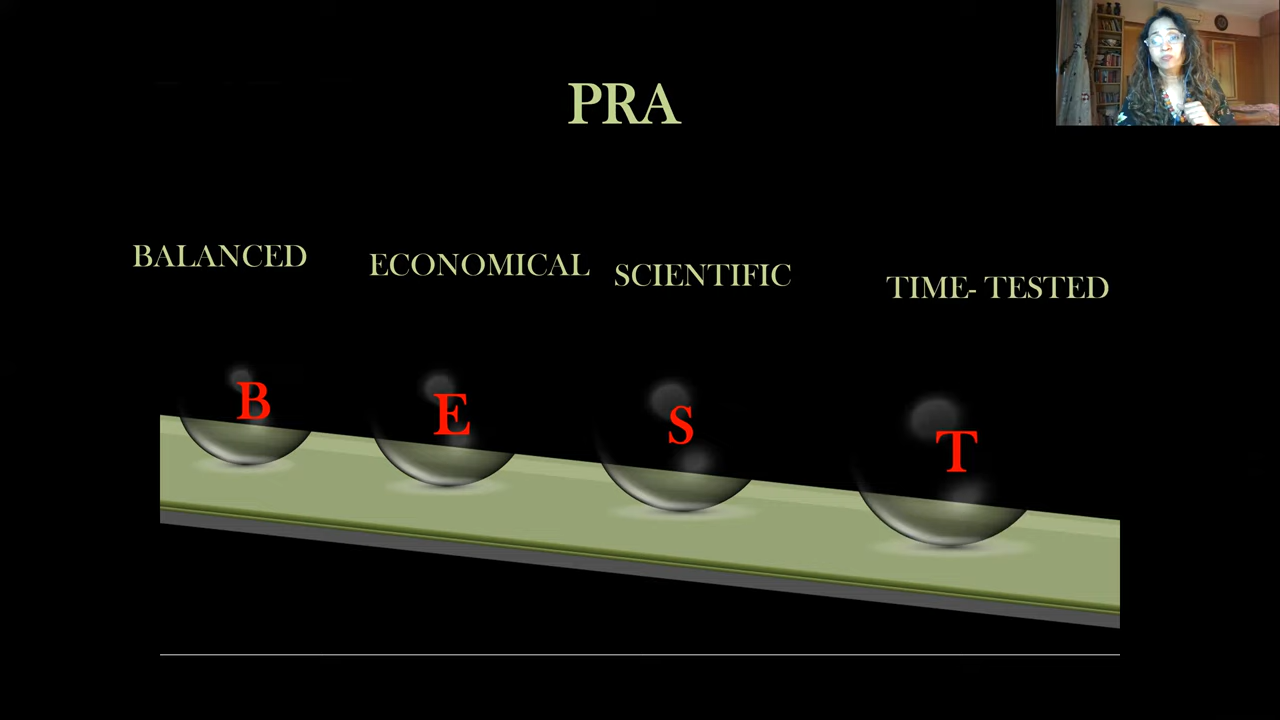 PRA
BALANCED
ECONOMICAL
SCIENTIFIC
TIME- TESTED
B
E
S
T